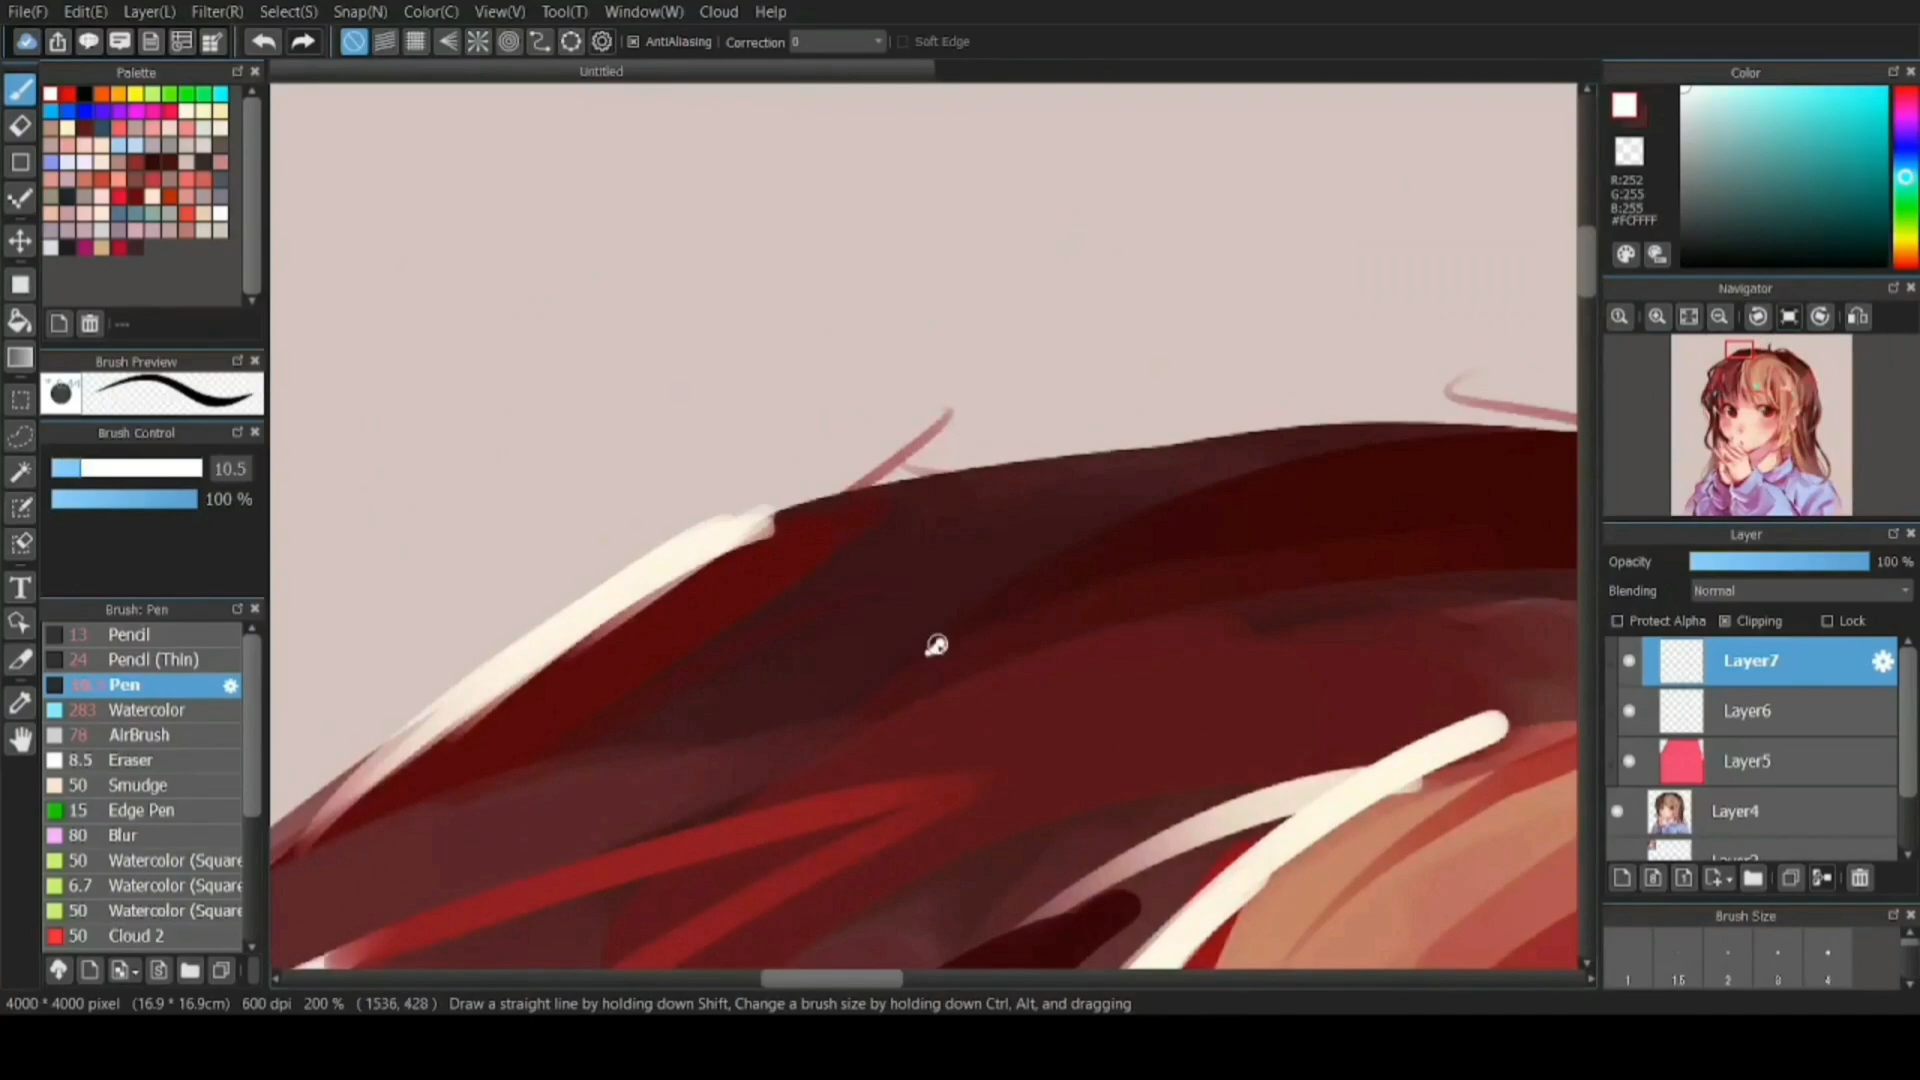 File(F) Edit(E) Layer(L) Filter(R) Select(S) Snap(N) Color(C) View(V) Tool(T) Window(W) Cloud Help
AntiAliasing Correction 0 Soft Edge
Palette
Untitled
Color
R:252
G:255
B:255
#FCFFFF
Navigator
Brush Preview
Brush Control
10.5
100 %
Brush: Pen
13 Pencil
24 Pencil (Thin)
Pen
283 Watercolor
78 AirBrush
8.5 Eraser
50 Smudge
15 Edge Pen
80 Blur
50 Watercolor (Square
6.7 Watercolor (Square
50 Watercolor (Square
50 Cloud 2
Layer
Opacity 100 %
Blending Normal
Protect Alpha Clipping Lock
Layer7
Layer6
Layer5
Layer4
Brush Size
1 1.5 2 3 4
4000 * 4000 pixel (16.9 * 16.9cm) 600 dpi 200 % ( 1536, 428 ) Draw a straight line by holding down Shift, Change a brush size by holding down Ctrl, Alt, and dragging